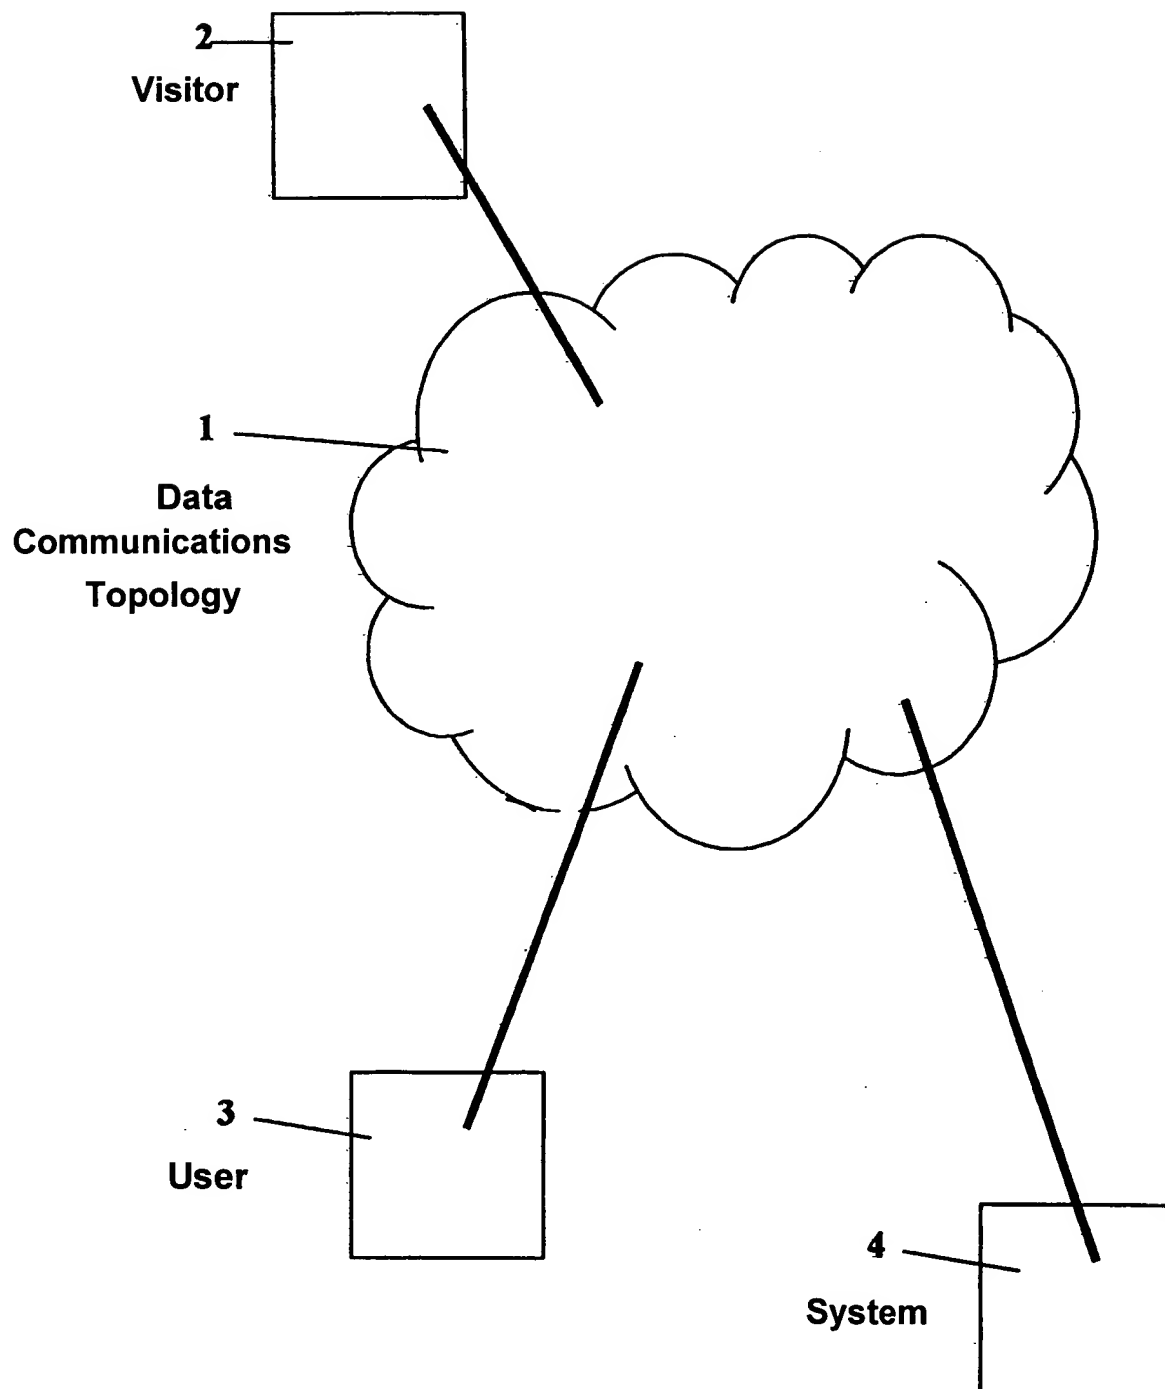 2
Visitor
1
Data
Communications
Topology
3
User
4
System